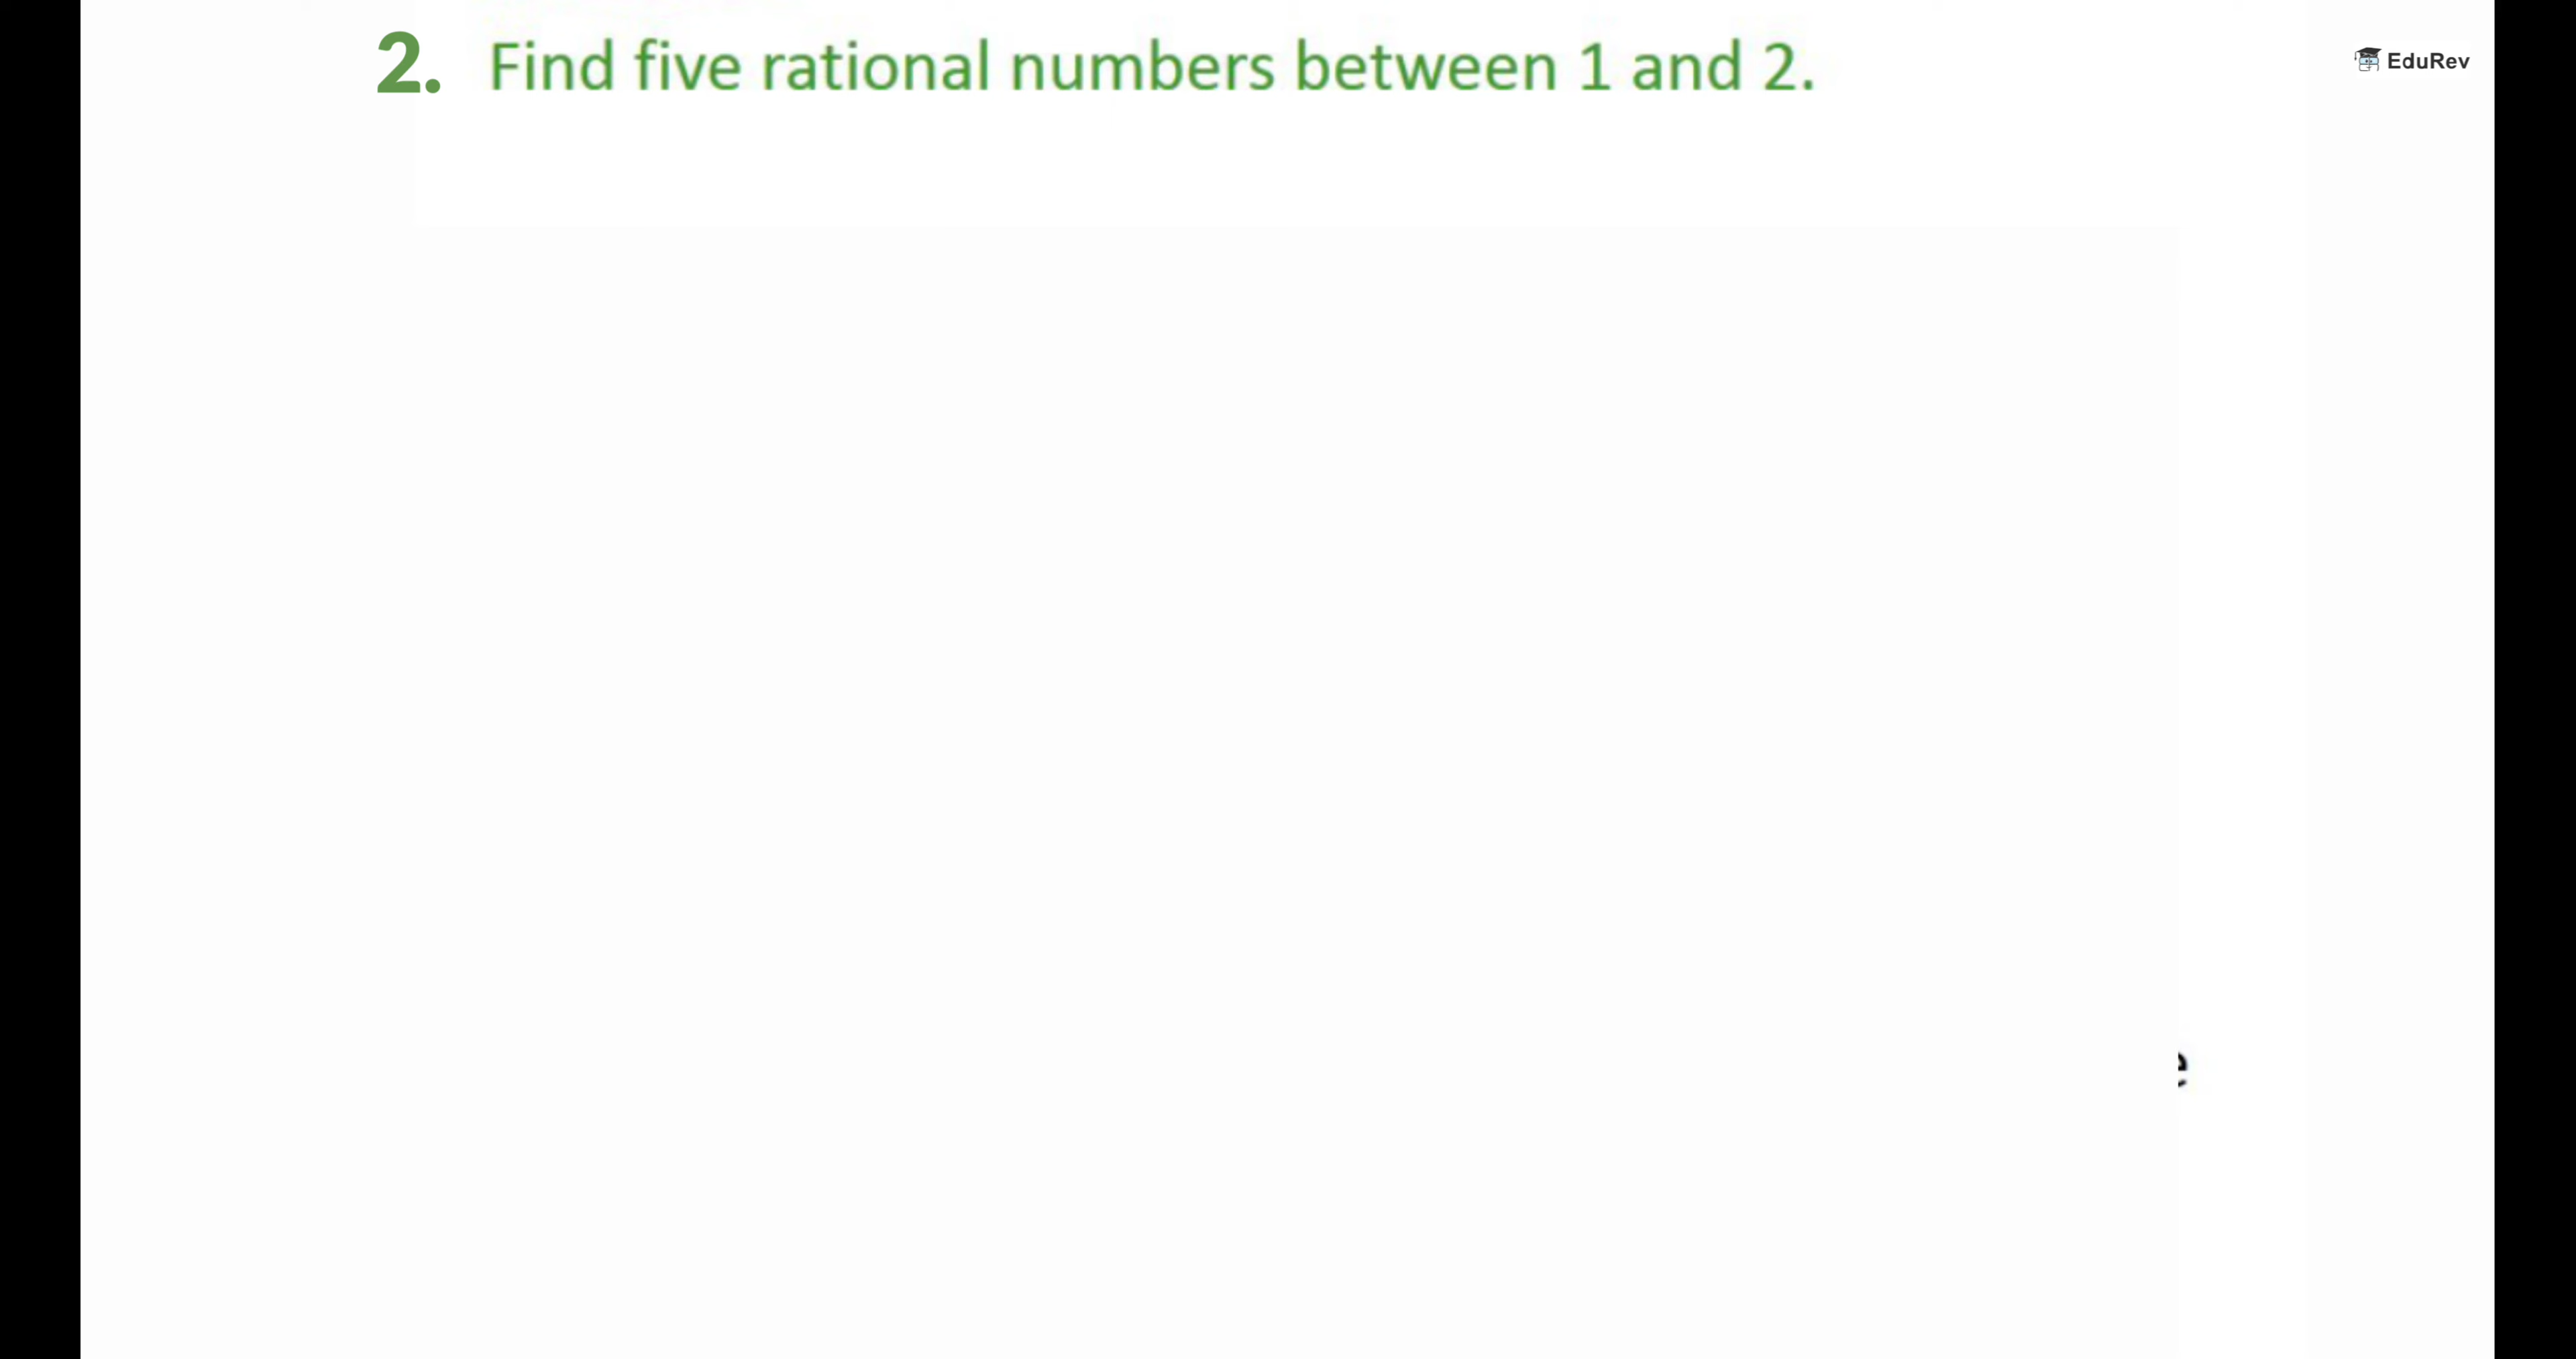 2. Find five rational numbers between 1 and 2.
EduRev